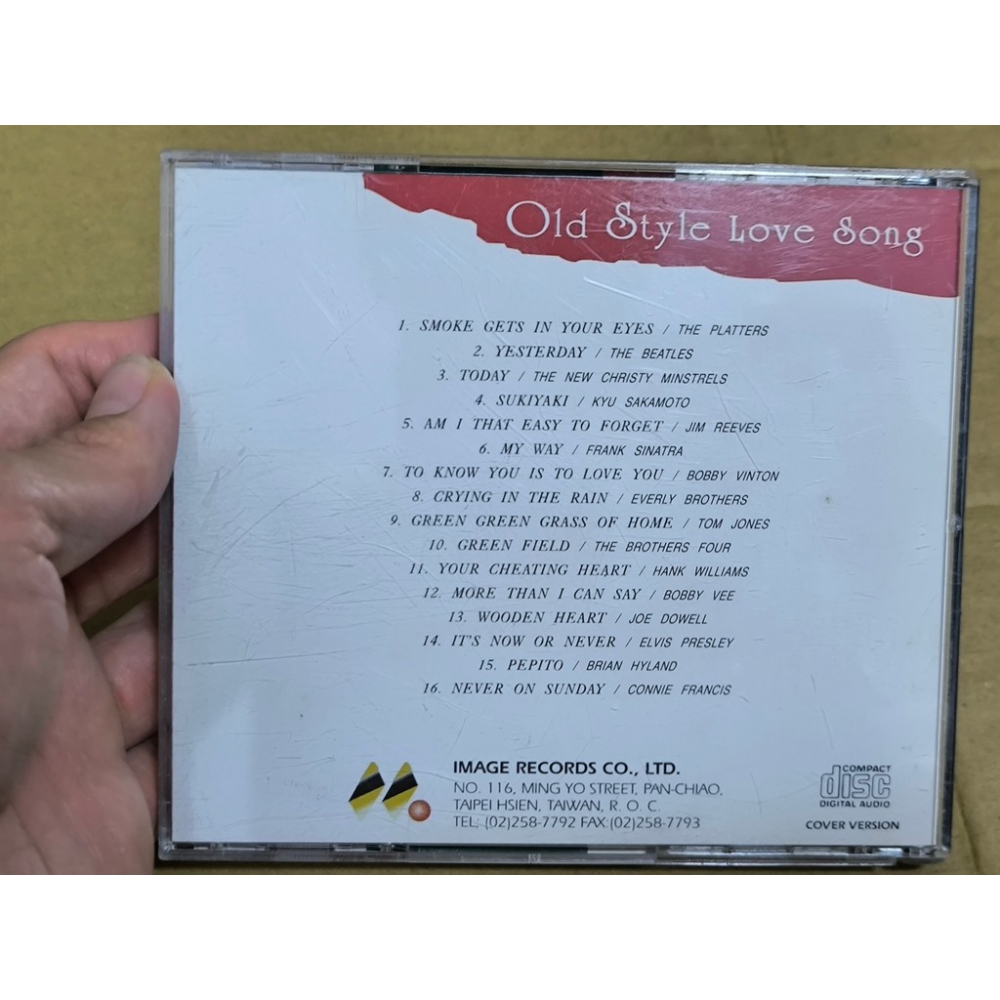 Old Style Love Song
1. SMOKE GETS IN YOUR EYES / THE PLATTERS
2. YESTERDAY / THE BEATLES
3. TODAY / THE NEW CHRISTY MINSTRELS
4. SUKIYAKI / KYU SAKAMOTO
5. AM I THAT EASY TO FORGET / JIM REEVES
6. MY WAY / FRANK SINATRA
7. TO KNOW YOU IS TO LOVE YOU / BOBBY VINTON
8. CRYING IN THE RAIN / EVERLY BROTHERS
9. GREEN GREEN GRASS OF HOME / TOM JONES
10. GREEN FIELD / THE BROTHERS FOUR
11. YOUR CHEATING HEART / HANK WILLIAMS
12. MORE THAN I CAN SAY / BOBBY VEE
13. WOODEN HEART / JOE DOWELL
14. IT'S NOW OR NEVER / ELVIS PRESLEY
15. PEPITO / BRIAN HYLAND
16. NEVER ON SUNDAY / CONNIE FRANCIS
IMAGE RECORDS CO., LTD.
NO. 116, MING YO STREET, PAN-CHIAO,
TAIPEI HSIEN, TAIWAN, R. O. C.
TEL: (02)258-7792 FAX:(02)258-7793
COMPACT
disc
DIGITAL AUDIO
COVER VERSION